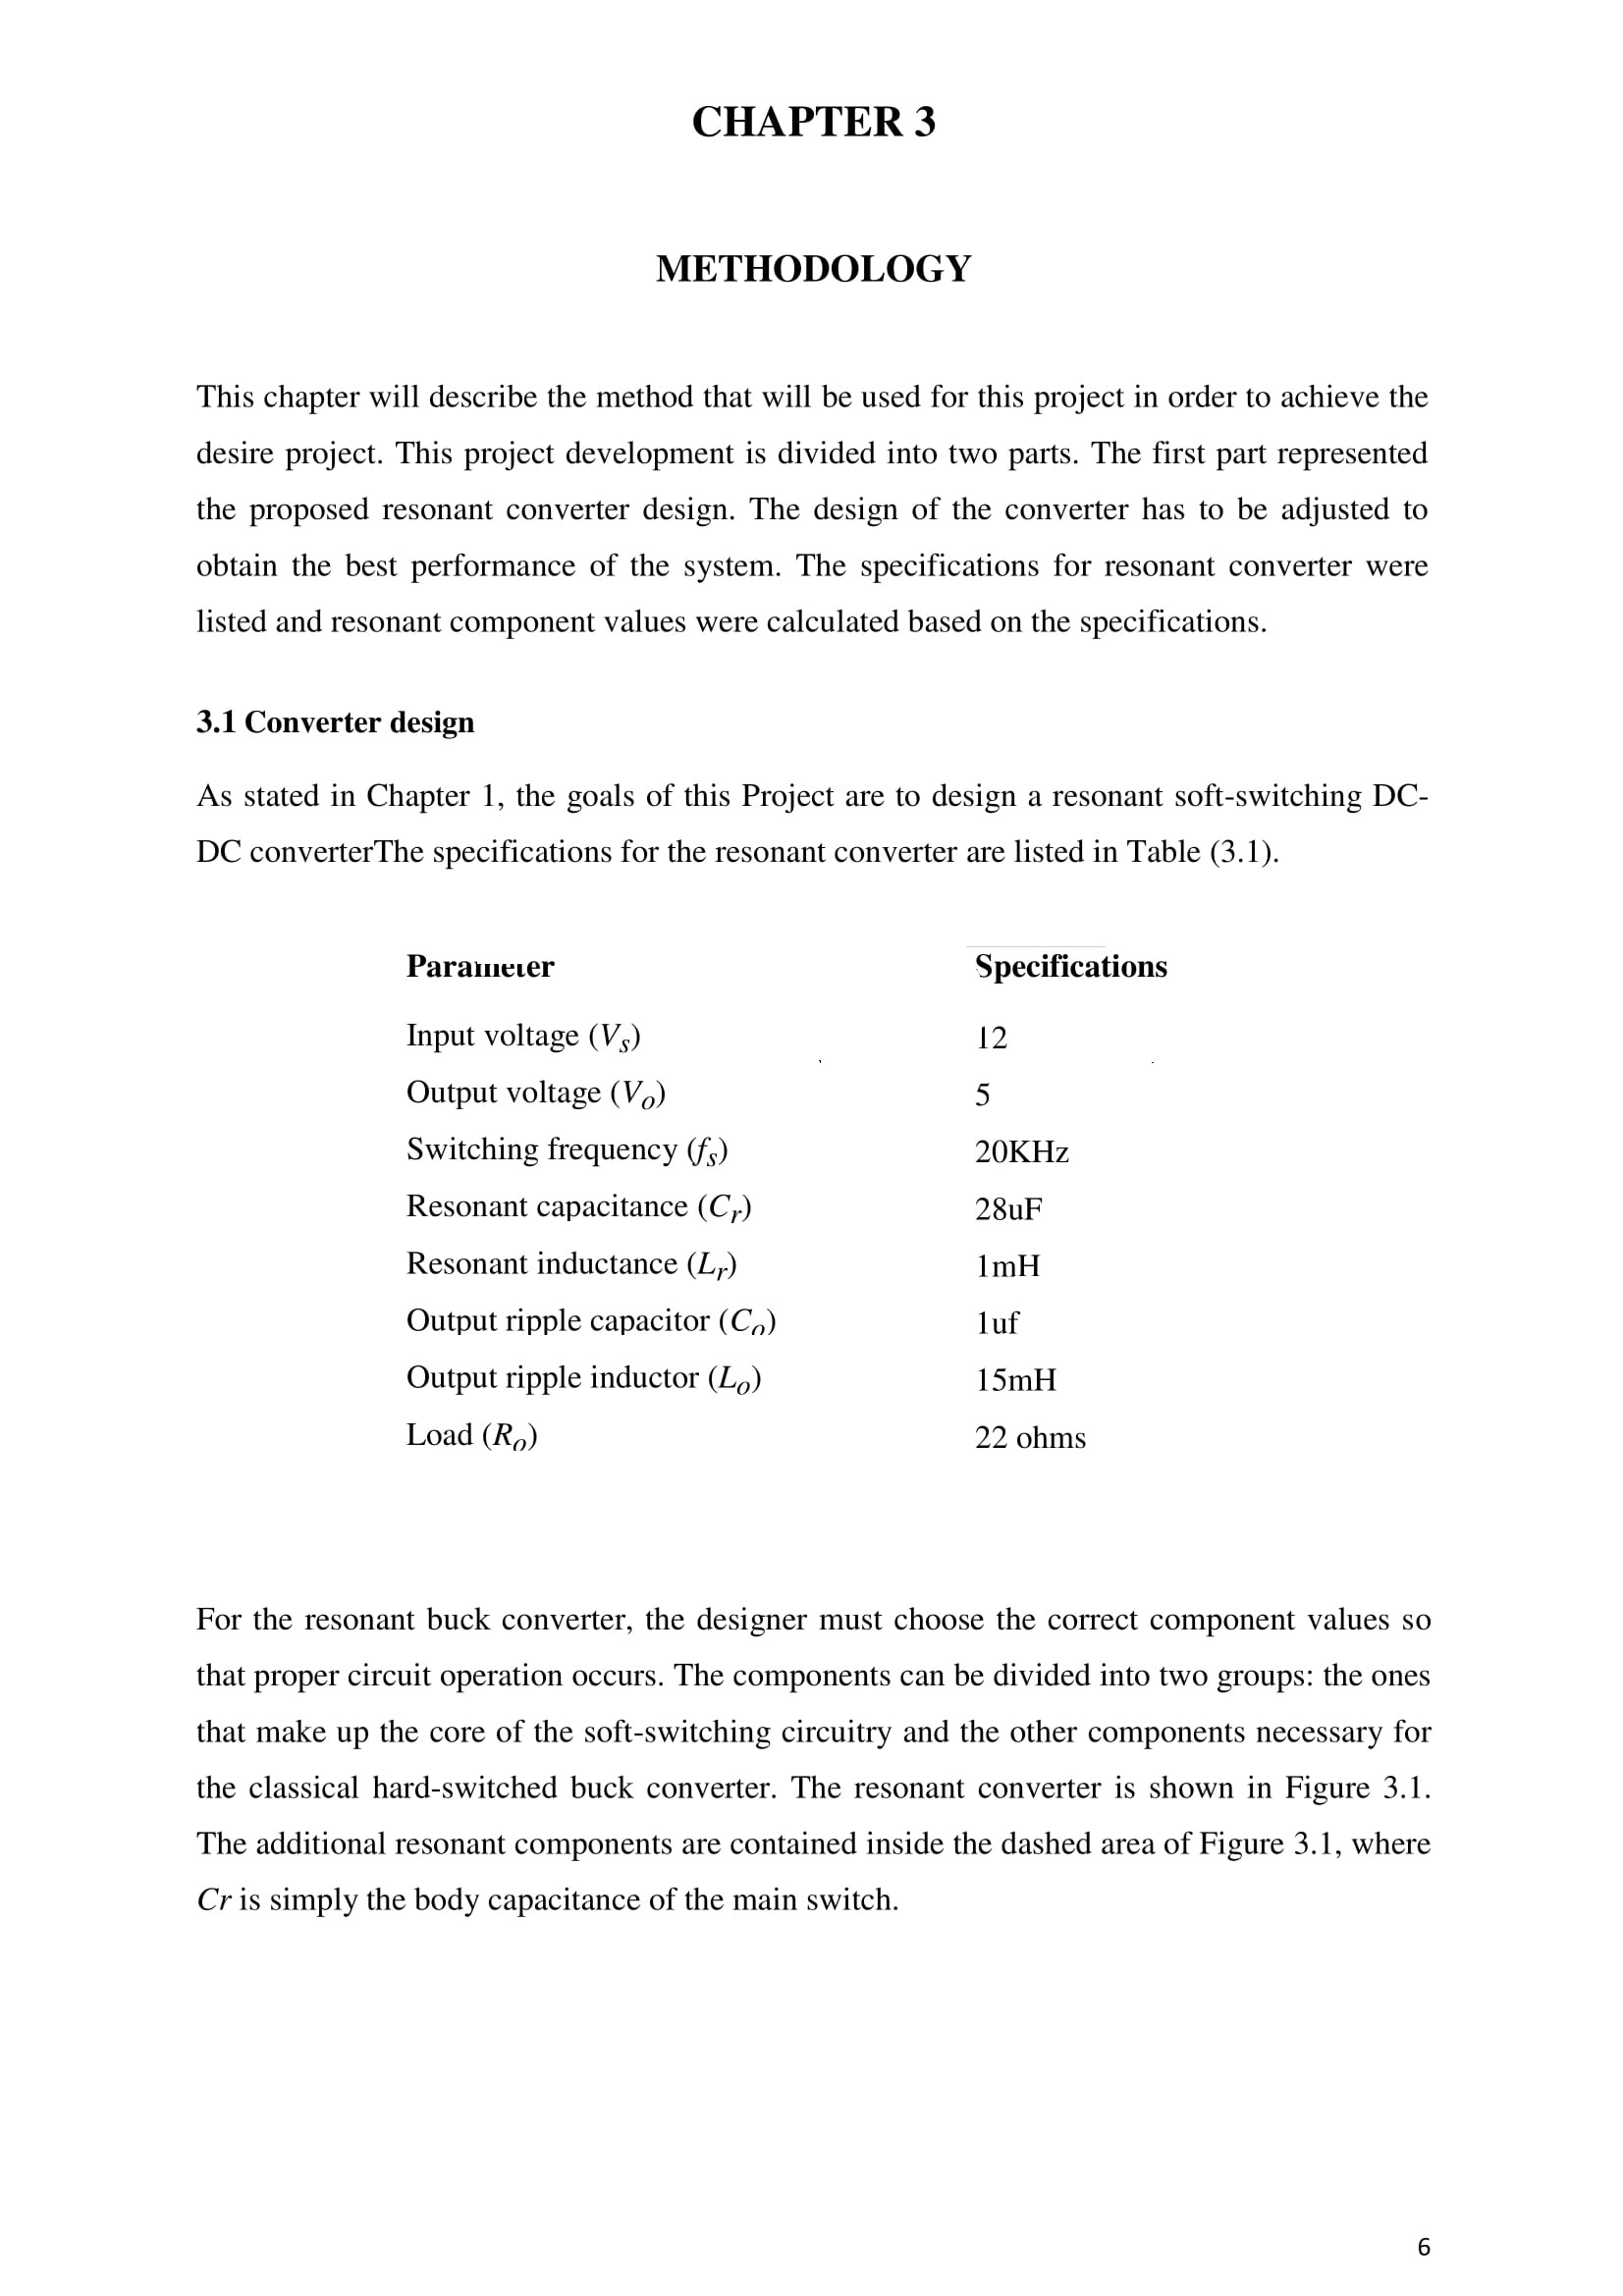 CHAPTER 3
METHODOLOGY
This chapter will describe the method that will be used for this project in order to achieve the
desire project. This project development is divided into two parts. The first part represented
the proposed resonant converter design. The design of the converter has to be adjusted to
obtain the best performance of the system. The specifications for resonant converter were
listed and resonant component values were calculated based on the specifications.
3.1 Converter design
As stated in Chapter 1, the goals of this Project are to design a resonant soft-switching DC-
DC converterThe specifications for the resonant converter are listed in Table (3.1).
Parameter Specifications
Input voltage (Vs) 12
Output voltage (Vo) 5
Switching frequency (fs) 20KHz
Resonant capacitance (Cr) 28uF
Resonant inductance (Lr) 1mH
Output ripple capacitor (Co) 1uf
Output ripple inductor (Lo) 15mH
Load (Ro) 22 ohms
For the resonant buck converter, the designer must choose the correct component values so
that proper circuit operation occurs. The components can be divided into two groups: the ones
that make up the core of the soft-switching circuitry and the other components necessary for
the classical hard-switched buck converter. The resonant converter is shown in Figure 3.1.
The additional resonant components are contained inside the dashed area of Figure 3.1, where
Cr is simply the body capacitance of the main switch.
6